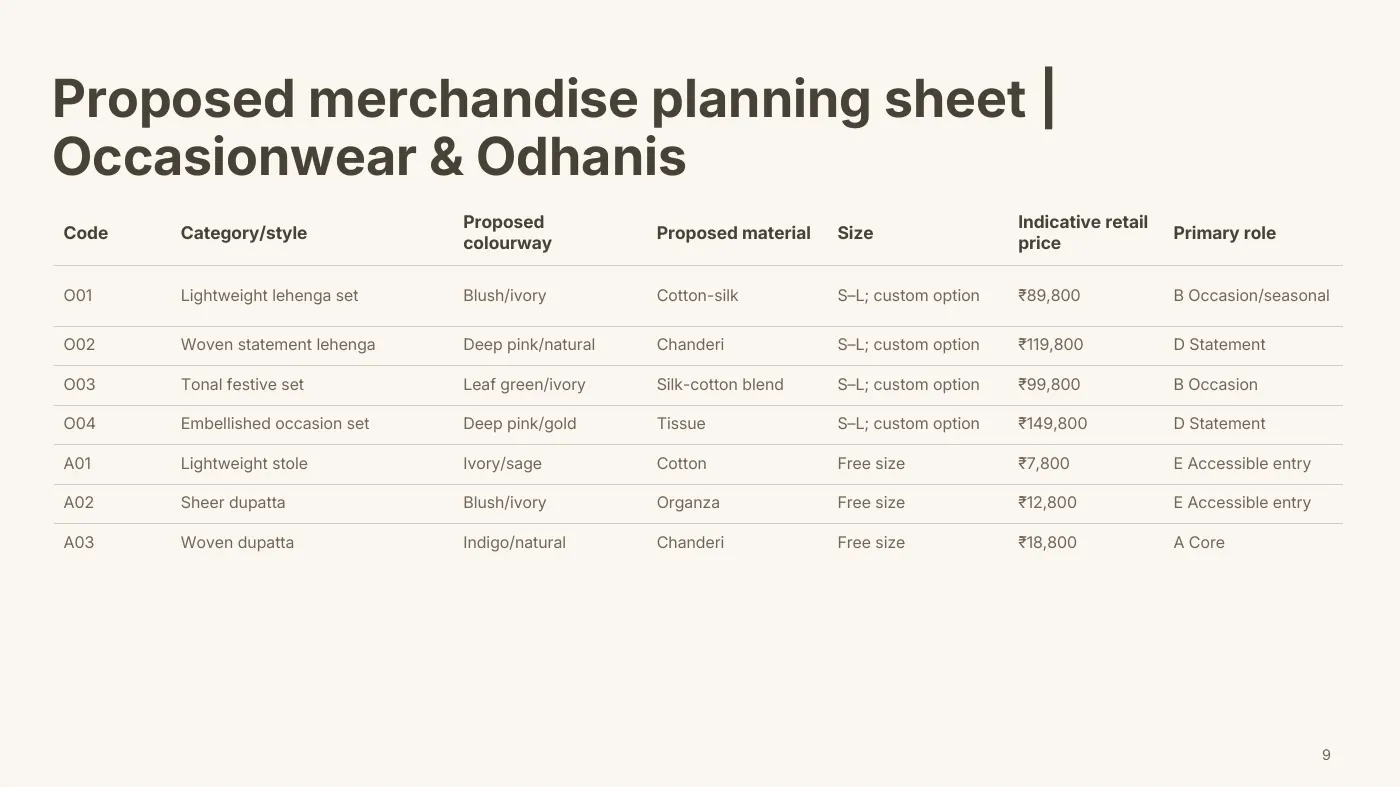 Proposed merchandise planning sheet |
Occasionwear & Odhanis
Code Category/style Proposed colourway Proposed material Size Indicative retail price Primary role
O01 Lightweight lehenga set Blush/ivory Cotton-silk S–L; custom option ₹89,800 B Occasion/seasonal
O02 Woven statement lehenga Deep pink/natural Chanderi S–L; custom option ₹119,800 D Statement
O03 Tonal festive set Leaf green/ivory Silk-cotton blend S–L; custom option ₹99,800 B Occasion
O04 Embellished occasion set Deep pink/gold Tissue S–L; custom option ₹149,800 D Statement
A01 Lightweight stole Ivory/sage Cotton Free size ₹7,800 E Accessible entry
A02 Sheer dupatta Blush/ivory Organza Free size ₹12,800 E Accessible entry
A03 Woven dupatta Indigo/natural Chanderi Free size ₹18,800 A Core
9